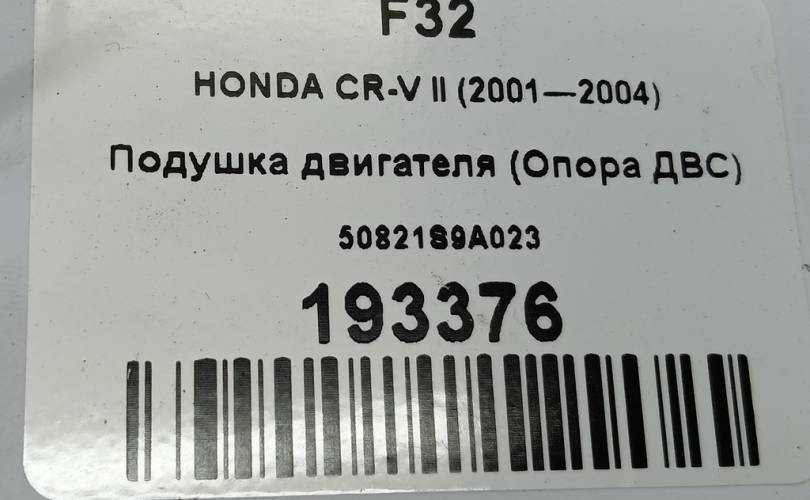 F32
HONDA CR-V II (2001—2004)
Подушка двигателя (Опора ДВС)
50821S9A023
193376